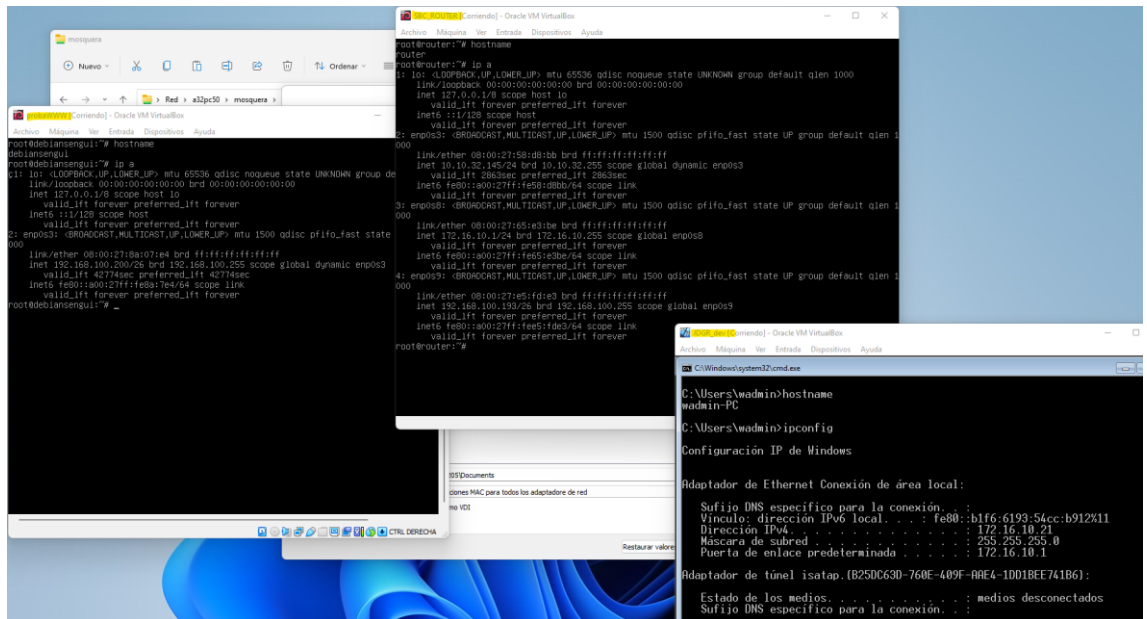 mosquera
Nuevo
Ordenar
Red > a32pc50 > mosquera >
probaWWW [Corriendo] - Oracle VM VirtualBox
Archivo Máquina Ver Entrada Dispositivos Ayuda
root@debiansengui:~# hostname
debiansengui
root@debiansengui:~# ip a
ç1: lo: <LOOPBACK,UP,LOWER_UP> mtu 65536 qdisc noqueue state UNKNOWN group de
link/loopback 00:00:00:00:00:00 brd 00:00:00:00:00:00
inet 127.0.0.1/8 scope host lo
valid_lft forever preferred_lft forever
inet6 ::1/128 scope host
valid_lft forever preferred_lft forever
2: enp0s3: <BROADCAST,MULTICAST,UP,LOWER_UP> mtu 1500 qdisc pfifo_fast state
000
link/ether 08:00:27:8a:07:e4 brd ff:ff:ff:ff:ff:ff
inet 192.168.100.200/26 brd 192.168.100.255 scope global dynamic enp0s3
valid_lft 42774sec preferred_lft 42774sec
inet6 fe80::a00:27ff:fe8a:7e4/64 scope link
valid_lft forever preferred_lft forever
root@debiansengui:~# _
CTRL DERECHA
[Corriendo] - Oracle VM VirtualBox
Archivo Máquina Ver Entrada Dispositivos Ayuda
root@router:~# hostname
router
root@router:~# ip a
1: lo: <LOOPBACK,UP,LOWER_UP> mtu 65536 qdisc noqueue state UNKNOWN group default qlen 1000
link/loopback 00:00:00:00:00:00 brd 00:00:00:00:00:00
inet 127.0.0.1/8 scope host lo
valid_lft forever preferred_lft forever
inet6 ::1/128 scope host
valid_lft forever preferred_lft forever
2: enp0s3: <BROADCAST,MULTICAST,UP,LOWER_UP> mtu 1500 qdisc pfifo_fast state UP group default qlen 1
000
link/ether 08:00:27:58:d8:bb brd ff:ff:ff:ff:ff:ff
inet 10.10.32.145/24 brd 10.10.32.255 scope global dynamic enp0s3
valid_lft 2863sec preferred_lft 2863sec
inet6 fe80::a00:27ff:fe58:d8bb/64 scope link
valid_lft forever preferred_lft forever
3: enp0s8: <BROADCAST,MULTICAST,UP,LOWER_UP> mtu 1500 qdisc pfifo_fast state UP group default qlen 1
000
link/ether 08:00:27:65:e3:be brd ff:ff:ff:ff:ff:ff
inet 172.16.10.1/24 brd 172.16.10.255 scope global enp0s8
valid_lft forever preferred_lft forever
inet6 fe80::a00:27ff:fe65:e3be/64 scope link
valid_lft forever preferred_lft forever
4: enp0s9: <BROADCAST,MULTICAST,UP,LOWER_UP> mtu 1500 qdisc pfifo_fast state UP group default qlen 1
000
link/ether 08:00:27:e5:fd:e3 brd ff:ff:ff:ff:ff:ff
inet 192.168.100.193/26 brd 192.168.100.255 scope global enp0s9
valid_lft forever preferred_lft forever
inet6 fe80::a00:27ff:fee5:fde3/64 scope link
valid_lft forever preferred_lft forever
root@router:~#
\Documents
ciones MAC para todos los adaptadore de red
mo VDI
Restaurar valore
[Corriendo] - Oracle VM VirtualBox
Archivo Máquina Ver Entrada Dispositivos Ayuda
C:\Windows\system32\cmd.exe
C:\Users\wadmin>hostname
wadmin-PC
C:\Users\wadmin>ipconfig
Configuración IP de Windows
Adaptador de Ethernet Conexión de área local:
Sufijo DNS específico para la conexión. . :
Vínculo: dirección IPv6 local. . . : fe80::b1f6:6193:54cc:b912%11
Dirección IPv4. . . . . . . . . . . . . . : 172.16.10.21
Máscara de subred . . . . . . . . . . . . : 255.255.255.0
Puerta de enlace predeterminada . . . . . : 172.16.10.1
Adaptador de túnel isatap.{B25DC63D-760E-409F-AAE4-1DD1BEE741B6}:
Estado de los medios. . . . . . . . . . . : medios desconectados
Sufijo DNS específico para la conexión. . :